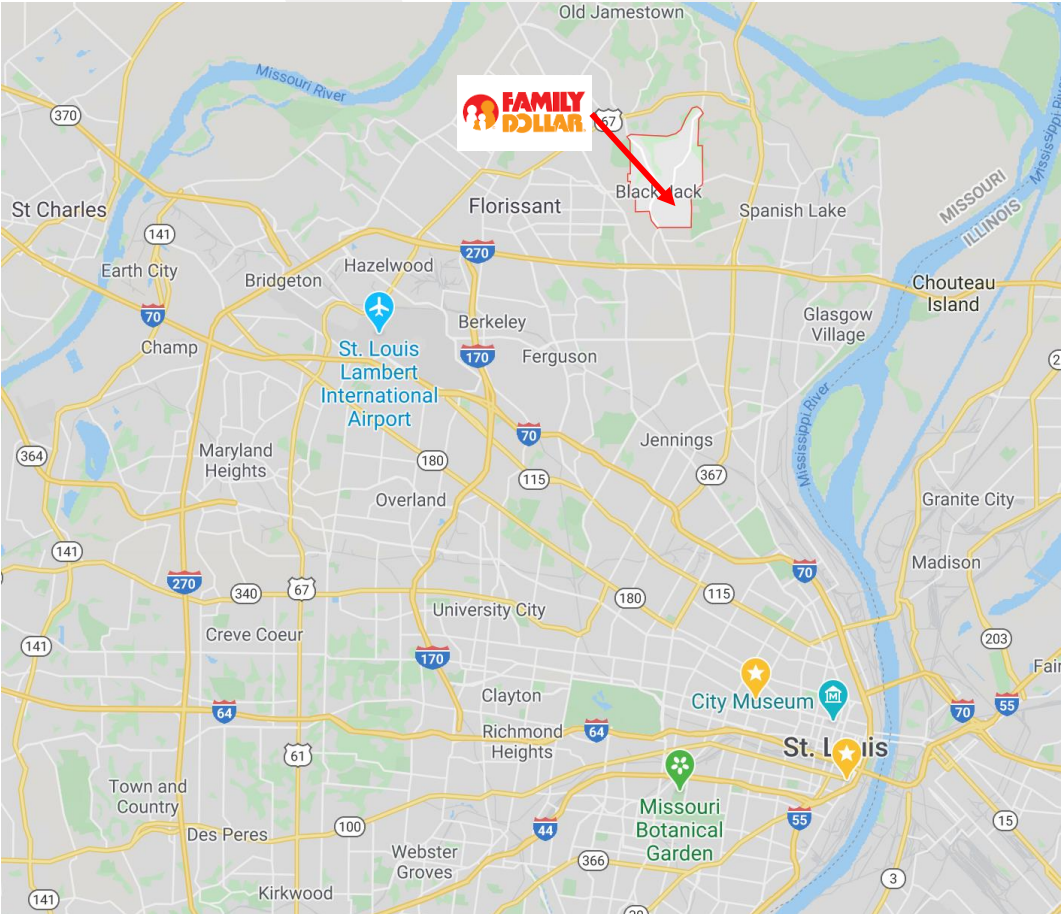 Old Jamestown
Missouri River
370
FAMILY
DOLLAR
67
Mississippi River
Black Jack
MISSOURI
ILLINOIS
St Charles
Florissant
Spanish Lake
141
270
Earth City
Hazelwood
Bridgeton
Chouteau
Island
70
Berkeley
Glasgow
Village
Champ
St. Louis
Lambert
International
Airport
170
Ferguson
2
Mississippi River
70
Jennings
364
Maryland
Heights
180
115
367
Overland
Granite City
141
270
340
67
70
Madison
University City
180
115
Creve Coeur
141
203
170
Fair
Clayton
City Museum
64
Richmond
Heights
64
70
55
61
St. Louis
Town and
Country
Missouri
Botanical
Garden
Des Peres
100
44
55
15
Webster
Groves
366
3
Kirkwood
141